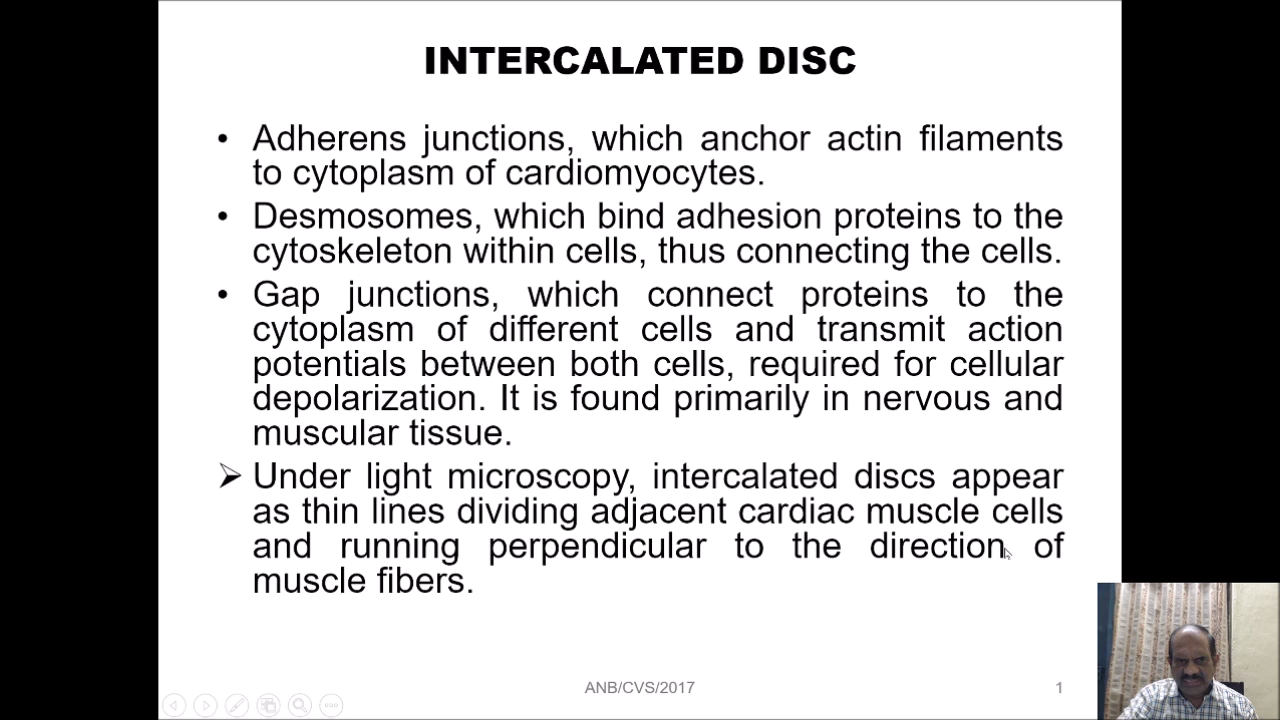 INTERCALATED DISC
• Adherens junctions, which anchor actin filaments
to cytoplasm of cardiomyocytes.
• Desmosomes, which bind adhesion proteins to the
cytoskeleton within cells, thus connecting the cells.
• Gap junctions, which connect proteins to the
cytoplasm of different cells and transmit action
potentials between both cells, required for cellular
depolarization. It is found primarily in nervous and
muscular tissue.
➢ Under light microscopy, intercalated discs appear
as thin lines dividing adjacent cardiac muscle cells
and running perpendicular to the direction of
muscle fibers.
ANB/CVS/2017
1